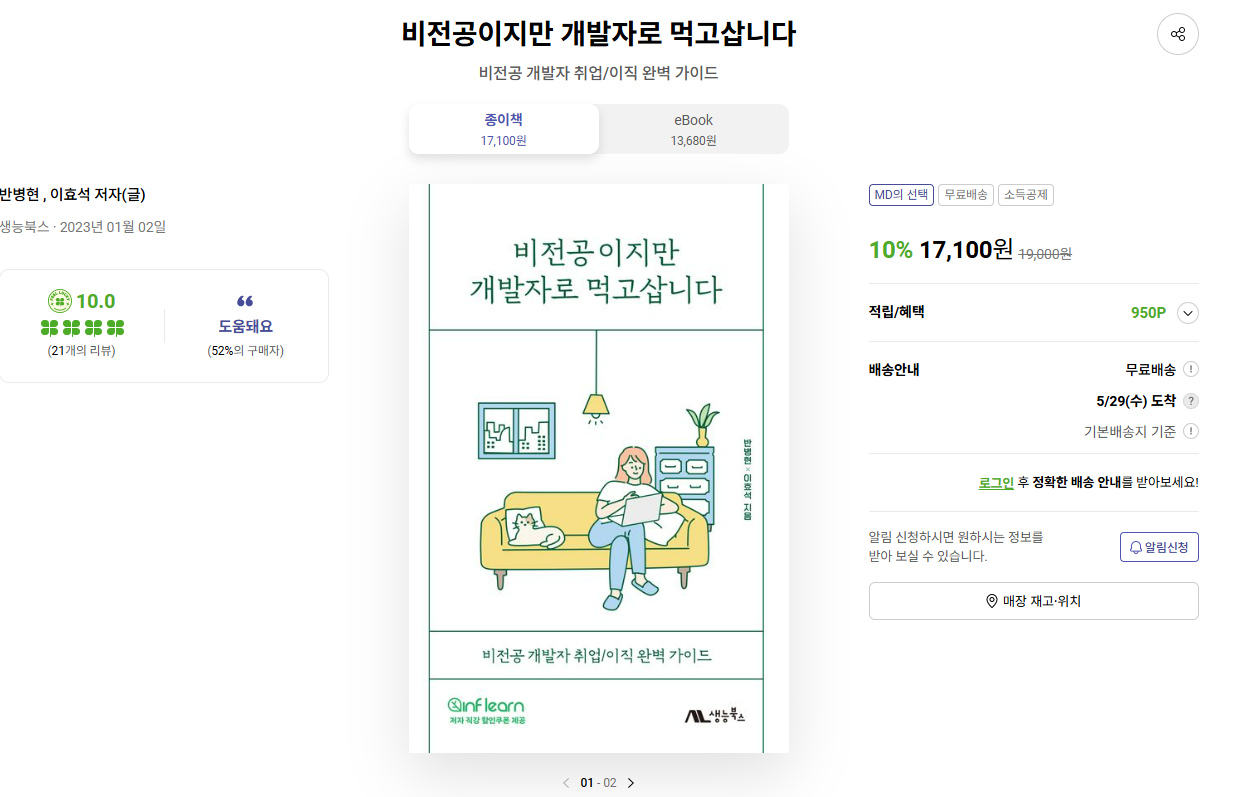 비전공이지만 개발자로 먹고삽니다
비전공 개발자 취업/이직 완벽 가이드
종이책
17,100원
eBook
13,680원
반병현 , 이효석 저자(글)
생능북스 · 2023년 01월 02일
10.0
(21개의 리뷰)
❝
도움돼요
(52%의 구매자)
비전공이지만
개발자로 먹고삽니다
반병현×이효석 지음
비전공 개발자 취업/이직 완벽 가이드
inflearn
저자 직강 할인쿠폰 제공
생능북스
01 - 02
MD의 선택
무료배송
소득공제
10% 17,100원 19,000원
적립/혜택
950P
배송안내
무료배송 !
5/29(수) 도착 ?
기본배송지 기준 !
로그인 후 정확한 배송 안내를 받아보세요!
알림 신청하시면 원하시는 정보를
받아 보실 수 있습니다.
알림신청
매장 재고·위치